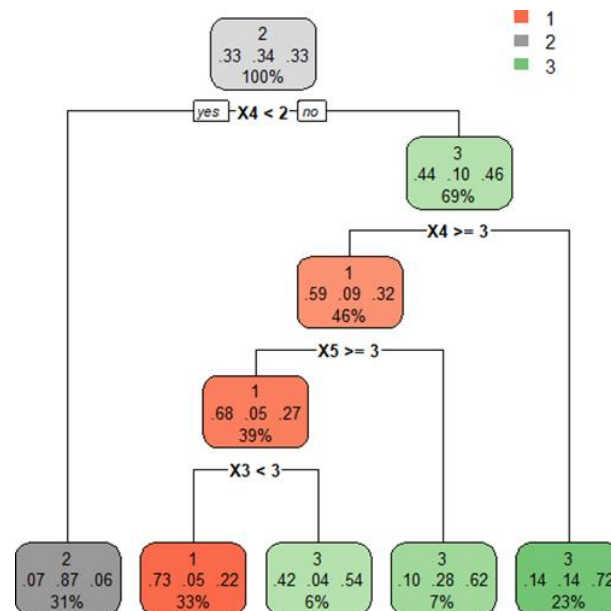 2
.33 .34 .33
100%
1
2
3
yes X4 < 2 no
3
.44 .10 .46
69%
X4 >= 3
1
.59 .09 .32
46%
X5 >= 3
1
.68 .05 .27
39%
X3 < 3
2
.07 .87 .06
31%
1
.73 .05 .22
33%
3
.42 .04 .54
6%
3
.10 .28 .62
7%
3
.14 .14 .72
23%